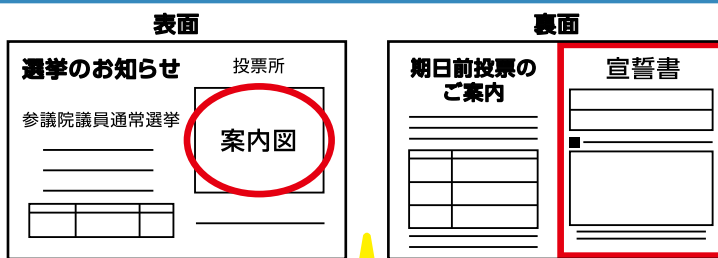 表面
選挙のお知らせ
参議院議員通常選挙
投票所
案内図
裏面
期日前投票の
ご案内
宣誓書